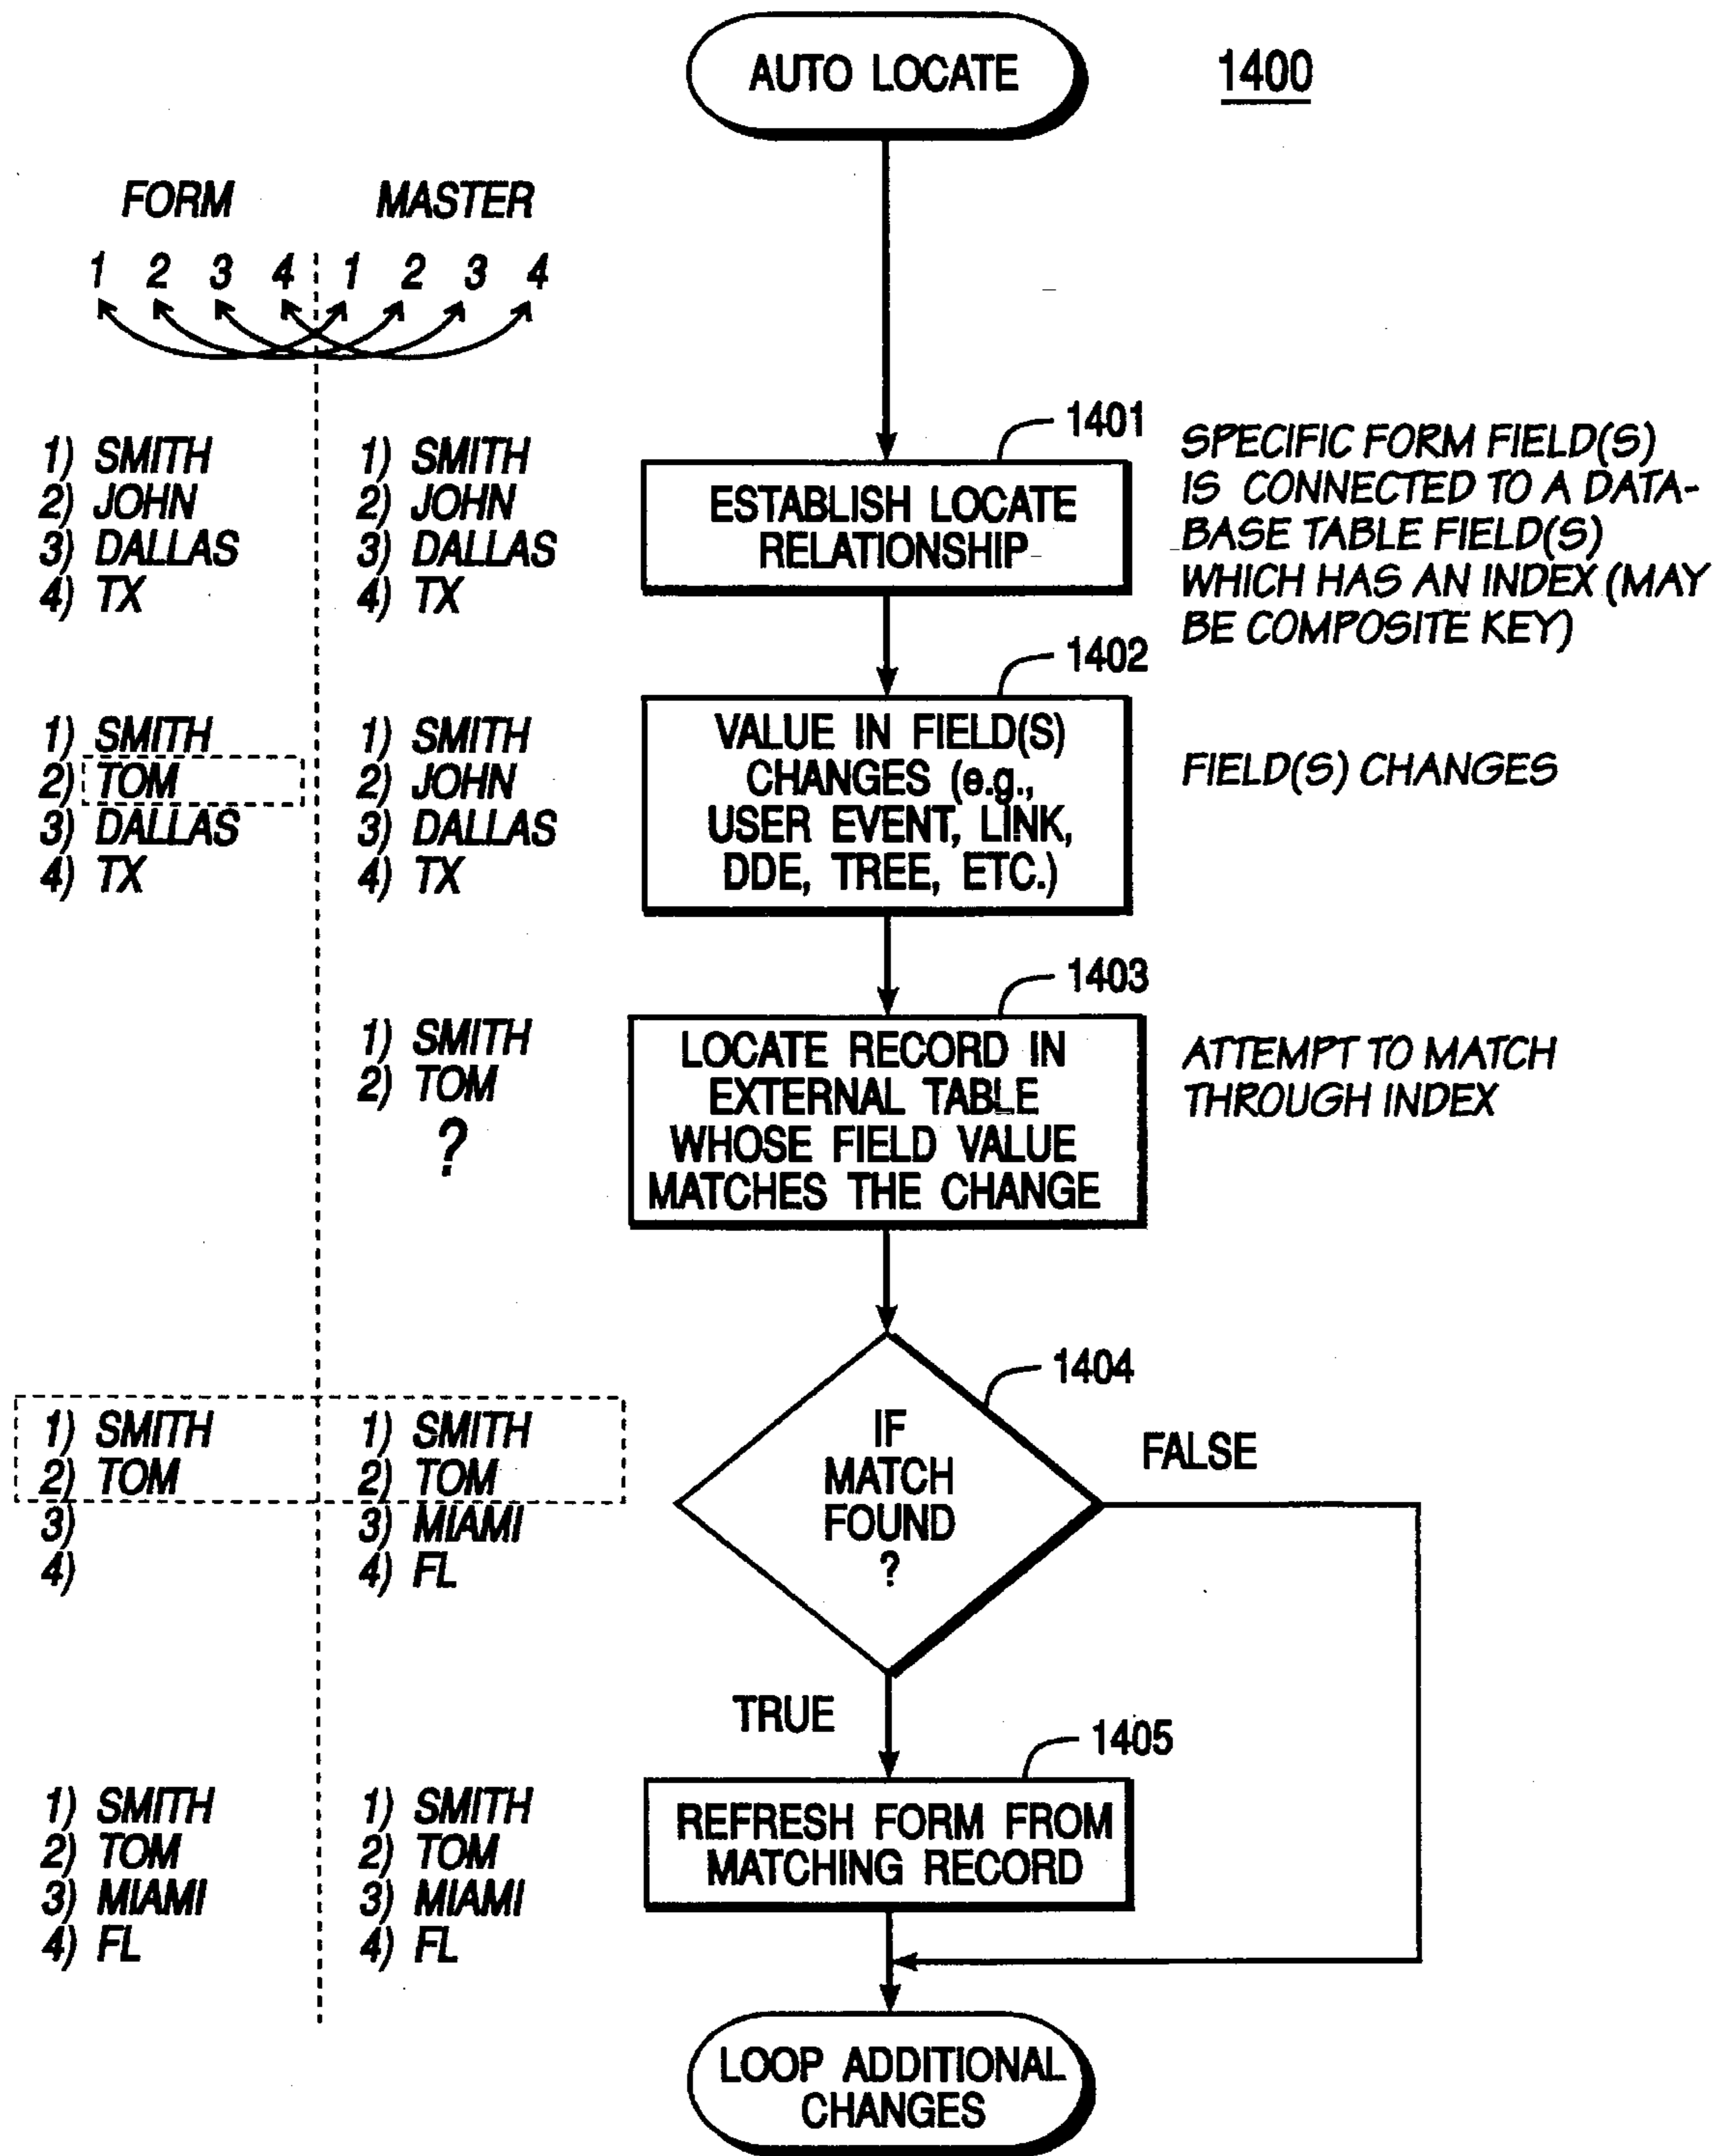 AUTO LOCATE
1400
FORM MASTER
1 2 3 4 1 2 3 4
1) SMITH
2) JOHN
3) DALLAS
4) TX
1) SMITH
2) JOHN
3) DALLAS
4) TX
1401
ESTABLISH LOCATE
RELATIONSHIP
SPECIFIC FORM FIELD(S)
IS CONNECTED TO A DATA-
BASE TABLE FIELD(S)
WHICH HAS AN INDEX (MAY
BE COMPOSITE KEY)
1) SMITH
2) TOM
3) DALLAS
4) TX
1) SMITH
2) JOHN
3) DALLAS
4) TX
1402
VALUE IN FIELD(S)
CHANGES (e.g.,
USER EVENT, LINK,
DDE, TREE, ETC.)
FIELD(S) CHANGES
1) SMITH
2) TOM
?
1403
LOCATE RECORD IN
EXTERNAL TABLE
WHOSE FIELD VALUE
MATCHES THE CHANGE
ATTEMPT TO MATCH
THROUGH INDEX
1) SMITH
2) TOM
3)
4)
1) SMITH
2) TOM
3) MIAMI
4) FL
1404
IF
MATCH
FOUND
?
FALSE
TRUE
1) SMITH
2) TOM
3) MIAMI
4) FL
1) SMITH
2) TOM
3) MIAMI
4) FL
1405
REFRESH FORM FROM
MATCHING RECORD
LOOP ADDITIONAL
CHANGES